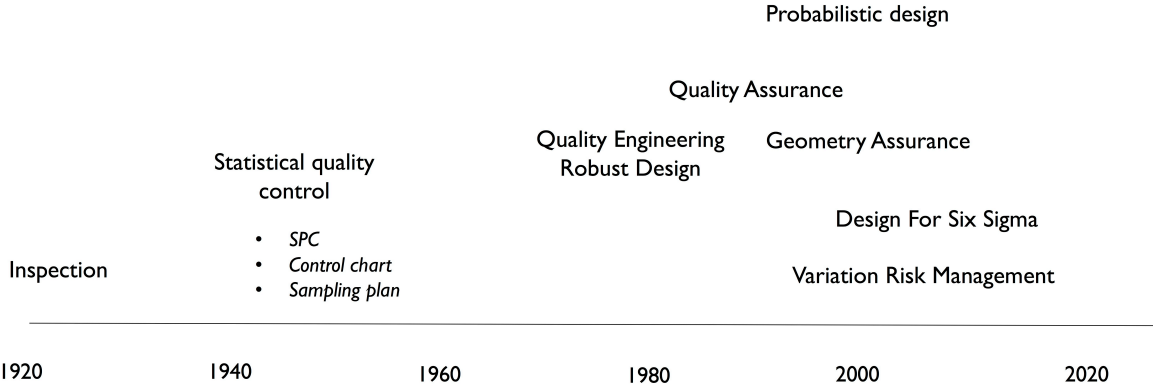 Probabilistic design
Quality Assurance
Quality Engineering
Robust Design
Geometry Assurance
Statistical quality
control
• SPC
• Control chart
• Sampling plan
Design For Six Sigma
Inspection
Variation Risk Management
1920 1940 1960 1980 2000 2020